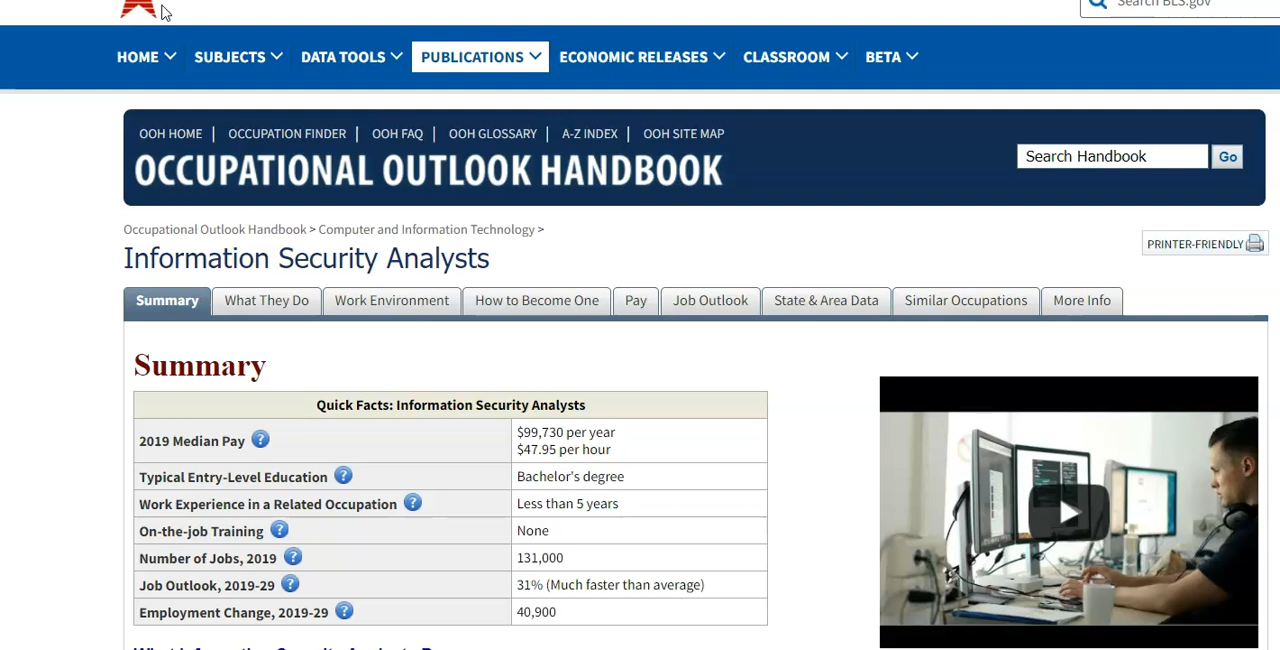 Search BLS.gov
HOME SUBJECTS DATA TOOLS PUBLICATIONS ECONOMIC RELEASES CLASSROOM BETA
OOH HOME | OCCUPATION FINDER | OOH FAQ | OOH GLOSSARY | A-Z INDEX | OOH SITE MAP
OCCUPATIONAL OUTLOOK HANDBOOK
Search Handbook Go
Occupational Outlook Handbook > Computer and Information Technology >
Information Security Analysts
PRINTER-FRIENDLY
Summary What They Do Work Environment How to Become One Pay Job Outlook State & Area Data Similar Occupations More Info
Summary
Quick Facts: Information Security Analysts
2019 Median Pay ? $99,730 per year
$47.95 per hour
Typical Entry-Level Education ? Bachelor's degree
Work Experience in a Related Occupation ? Less than 5 years
On-the-job Training ? None
Number of Jobs, 2019 ? 131,000
Job Outlook, 2019-29 ? 31% (Much faster than average)
Employment Change, 2019-29 ? 40,900